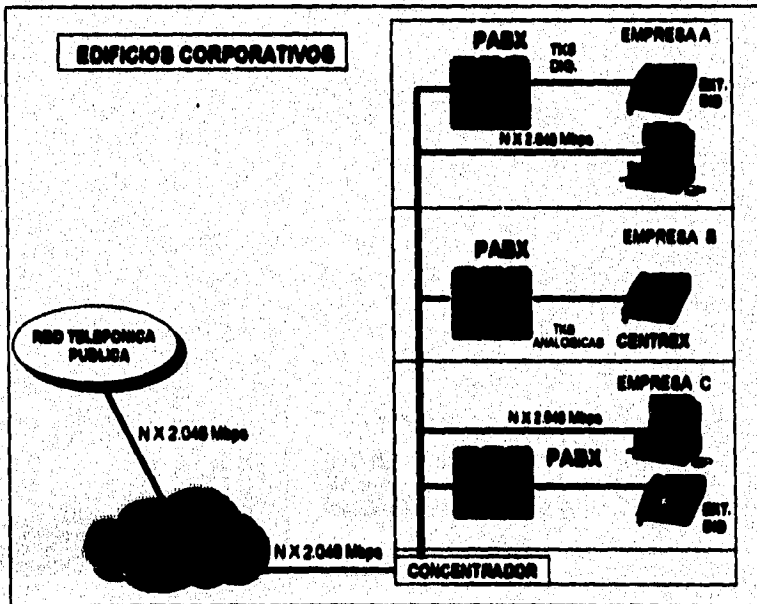 EDIFICIOS CORPORATIVOS
PABX
TKS
DIG.
EMPRESA A
EXT.
DIG
N X 2.048 Mbps
PABX
EMPRESA B
TKS
ANALOGICAS
CENTREX
RED TELEFONICA
PUBLICA
EMPRESA C
N X 2.048 Mbps
PABX
EXT.
DIG
N X 2.048 Mbps
N X 2.048 Mbps
CONCENTRADOR